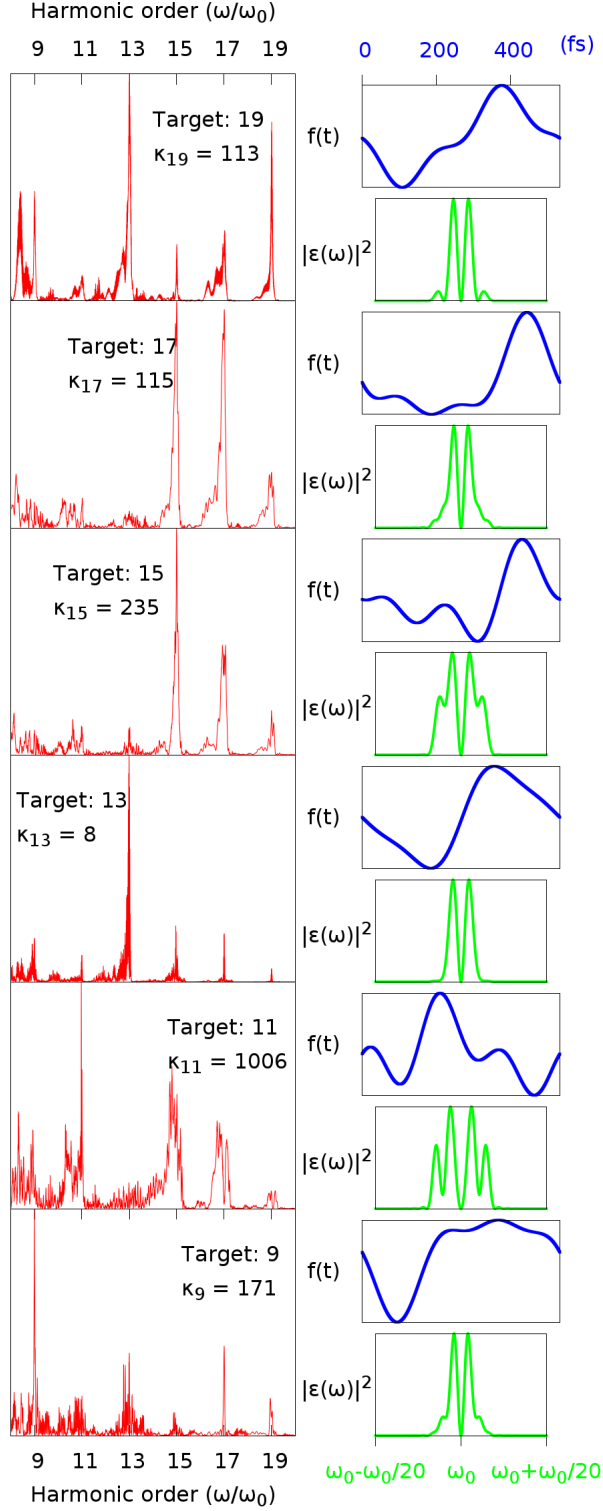 Harmonic order (ω/ω₀)
9 11 13 15 17 19
0 200 400 (fs)
Target: 19
κ₁₉ = 113
f(t)
|ε(ω)|²
Target: 17
κ₁₇ = 115
f(t)
|ε(ω)|²
Target: 15
κ₁₅ = 235
f(t)
|ε(ω)|²
Target: 13
κ₁₃ = 8
f(t)
|ε(ω)|²
Target: 11
κ₁₁ = 1006
f(t)
|ε(ω)|²
Target: 9
κ₉ = 171
f(t)
|ε(ω)|²
9 11 13 15 17 19
Harmonic order (ω/ω₀)
ω₀-ω₀/20 ω₀ ω₀+ω₀/20